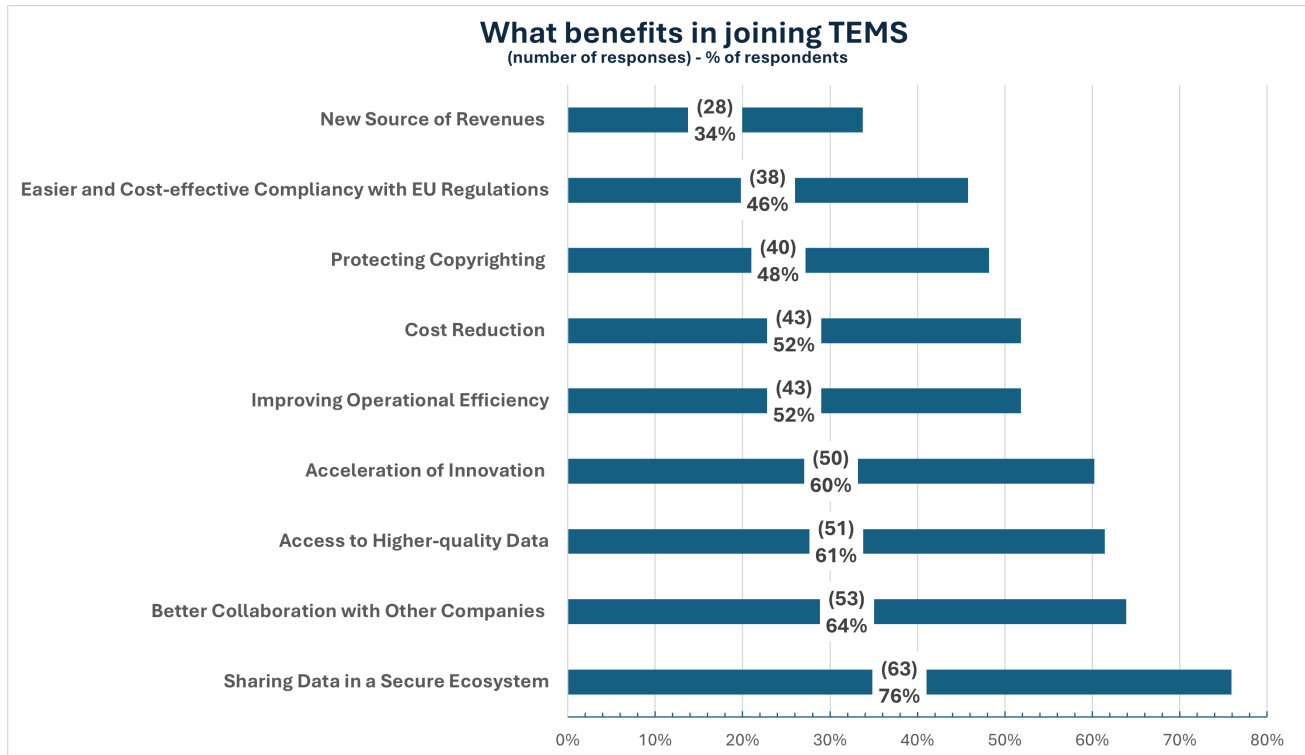 What benefits in joining TEMS
(number of responses) - % of respondents
New Source of Revenues
(28)
34%
Easier and Cost-effective Compliancy with EU Regulations
(38)
46%
Protecting Copyrighting
(40)
48%
Cost Reduction
(43)
52%
Improving Operational Efficiency
(43)
52%
Acceleration of Innovation
(50)
60%
Access to Higher-quality Data
(51)
61%
Better Collaboration with Other Companies
(53)
64%
Sharing Data in a Secure Ecosystem
(63)
76%
0% 10% 20% 30% 40% 50% 60% 70% 80%